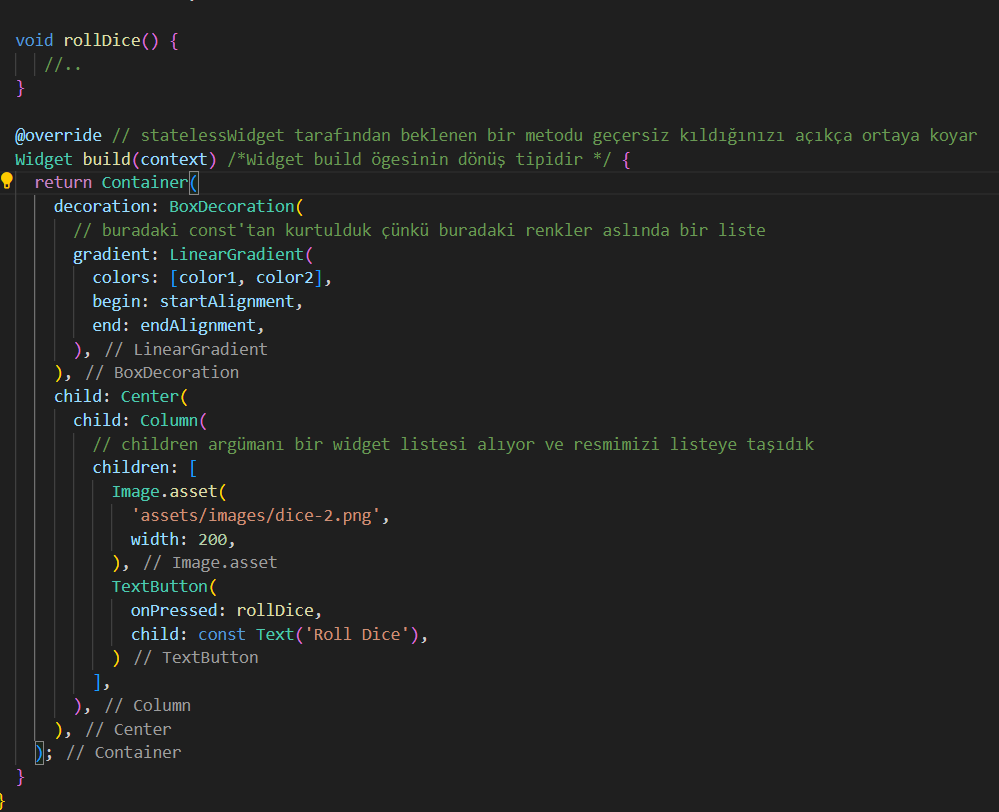 void rollDice() {
//..
}
@override // statelessWidget tarafından beklenen bir metodu geçersiz kıldığınızı açıkça ortaya koyar
Widget build(context) /*Widget build ögesinin dönüş tipidir */ {
return Container(
decoration: BoxDecoration(
// buradaki const'tan kurtulduk çünkü buradaki renkler aslında bir liste
gradient: LinearGradient(
colors: [color1, color2],
begin: startAlignment,
end: endAlignment,
), // LinearGradient
), // BoxDecoration
child: Center(
child: Column(
// children argümanı bir widget listesi alıyor ve resmimizi listeye taşıdık
children: [
Image.asset(
'assets/images/dice-2.png',
width: 200,
), // Image.asset
TextButton(
onPressed: rollDice,
child: const Text('Roll Dice'),
) // TextButton
],
), // Column
), // Center
); // Container
}
}